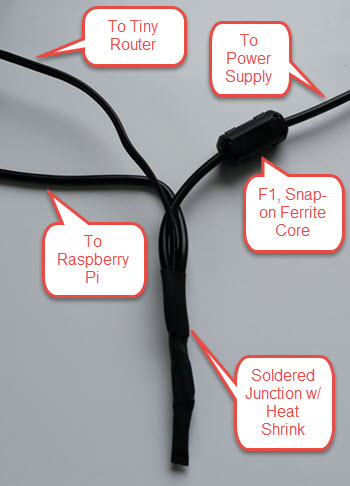 To Tiny
Router
To
Power
Supply
F1, Snap-
on Ferrite
Core
To
Raspberry
Pi
Soldered
Junction w/
Heat
Shrink